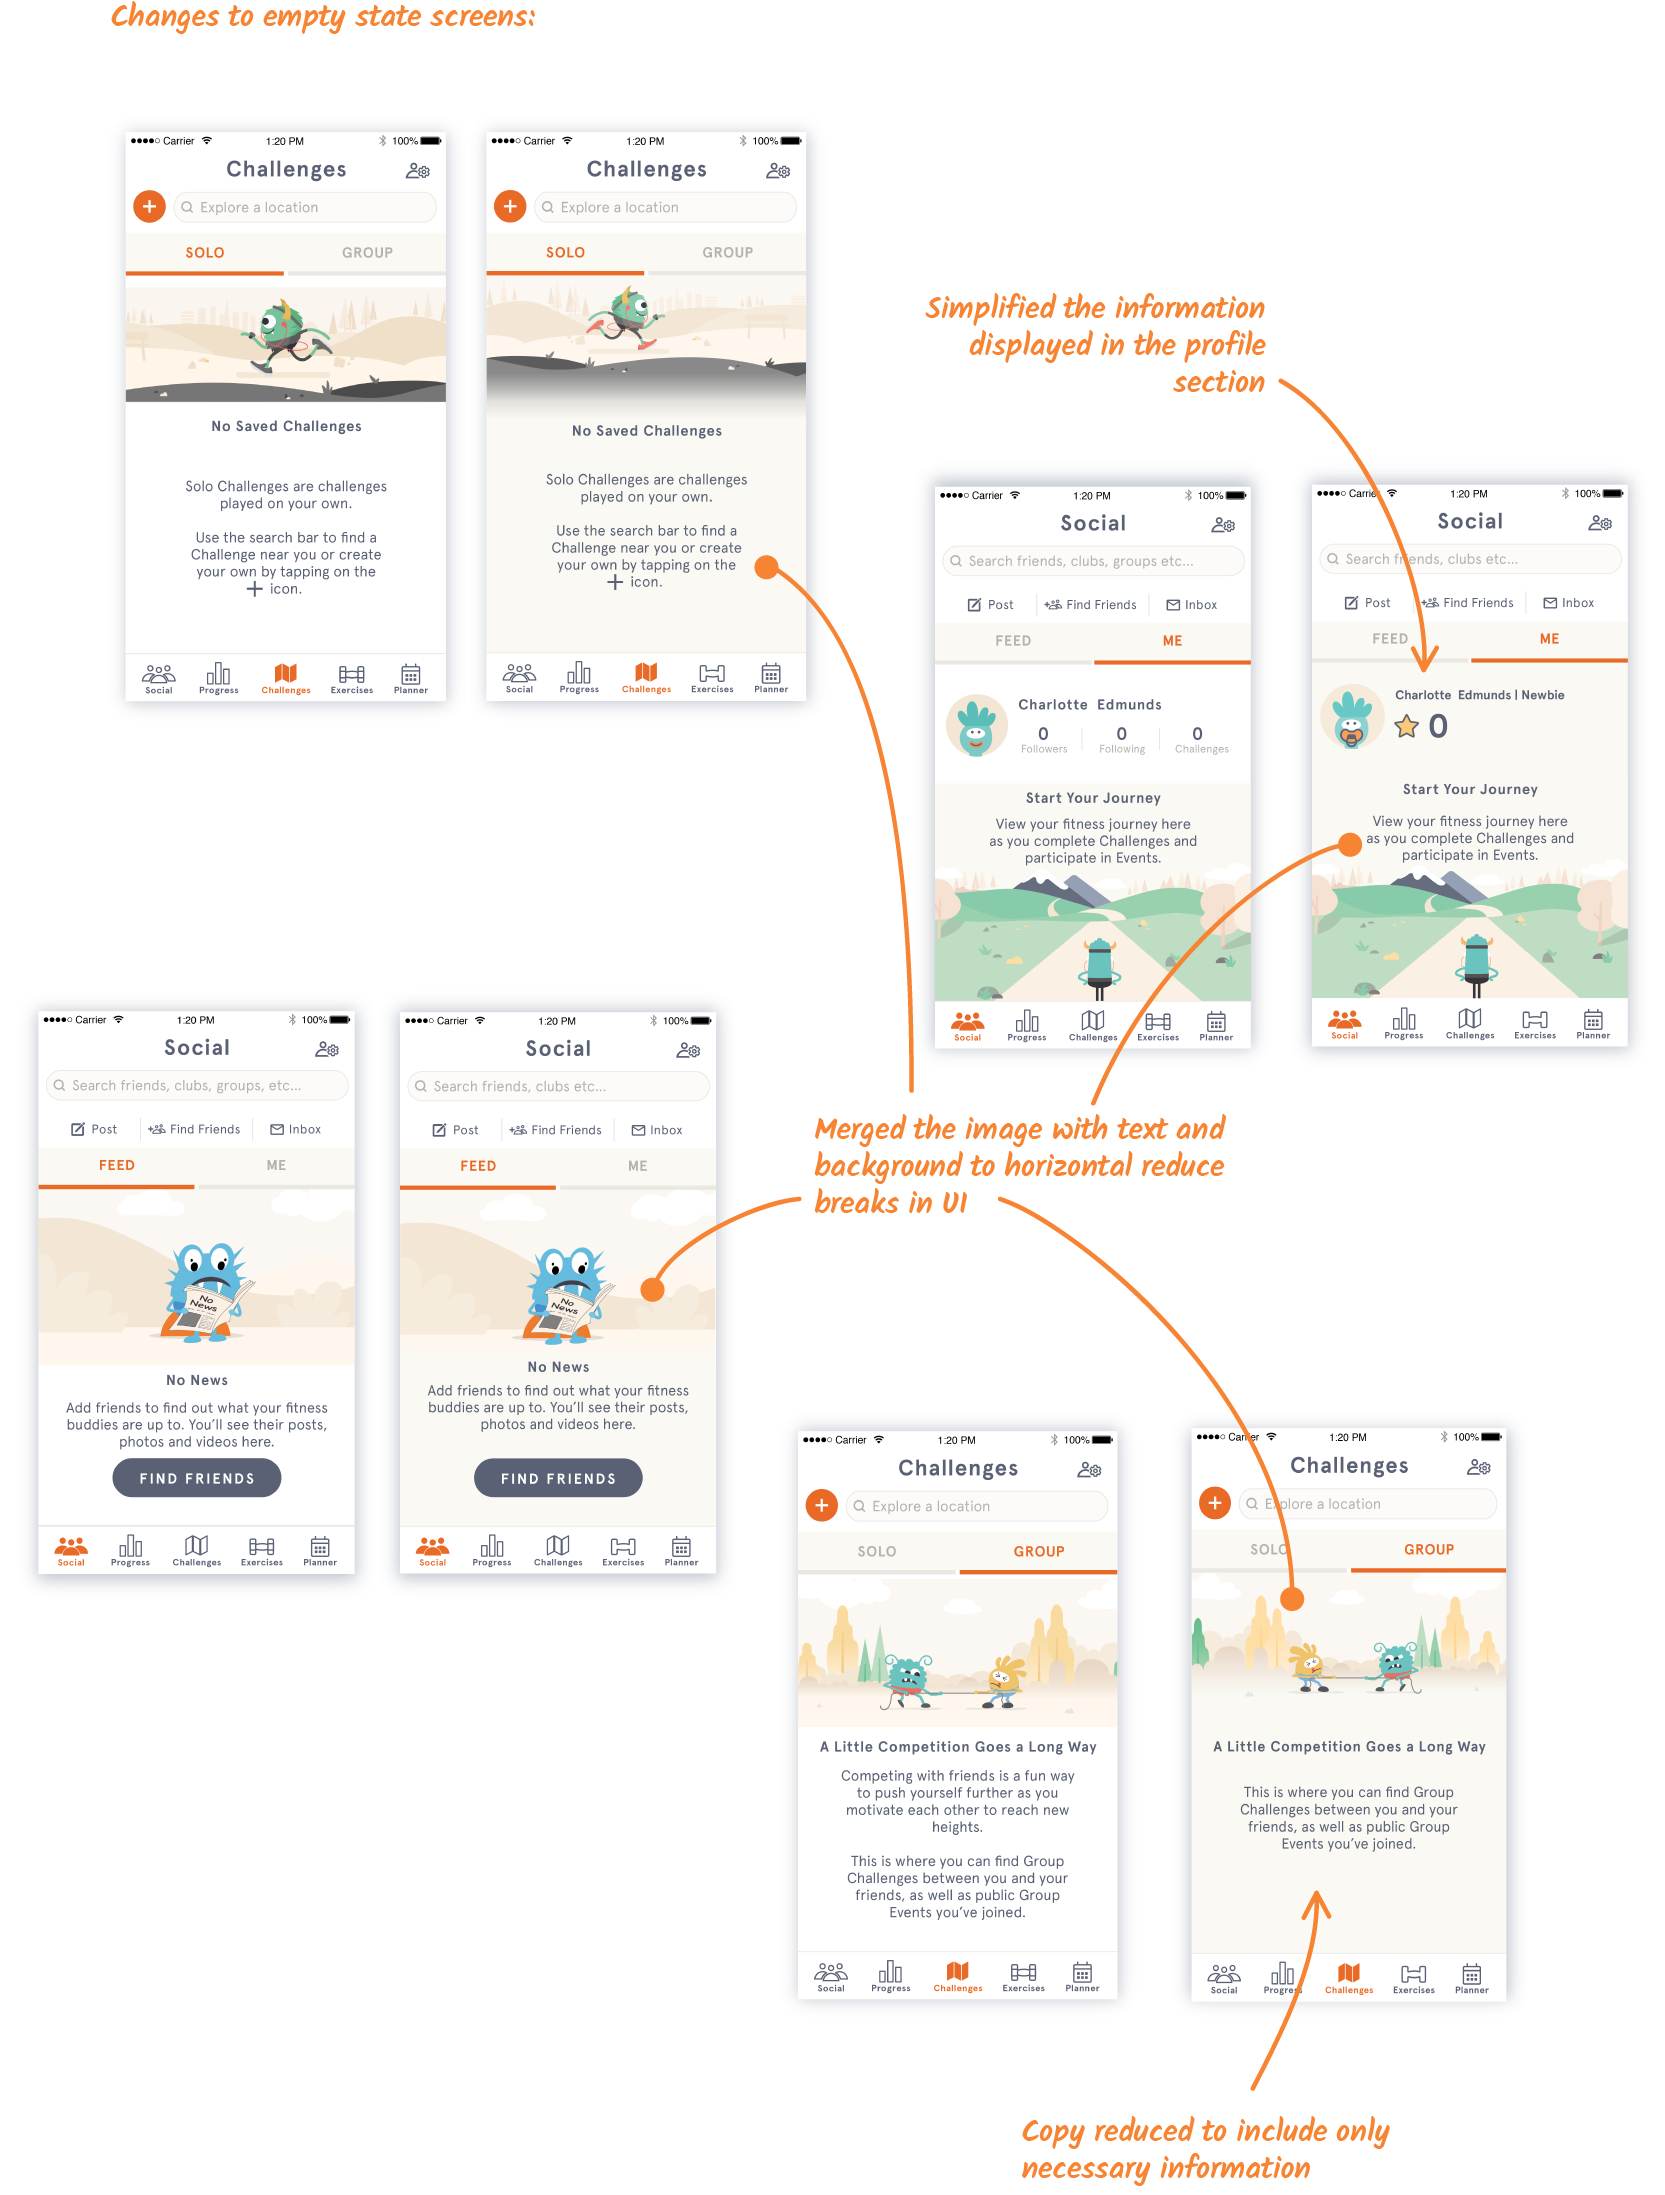 Changes to empty state screens:
Carrier 1:20 PM 100%
Challenges
Explore a location
SOLO GROUP
No Saved Challenges
Solo Challenges are challenges
played on your own.
Use the search bar to find a
Challenge near you or create
your own by tapping on the
+ icon.
Social Progress Challenges Exercises Planner
Carrier 1:20 PM 100%
Challenges
Explore a location
SOLO GROUP
No Saved Challenges
Solo Challenges are challenges
played on your own.
Use the search bar to find a
Challenge near you or create
your own by tapping on the
+ icon.
Social Progress Challenges Exercises Planner
Simplified the information
displayed in the profile
section
Carrier 1:20 PM 100%
Social
Search friends, clubs, groups etc...
Post Find Friends Inbox
FEED ME
Charlotte Edmunds
0 0 0
Followers Following Challenges
Start Your Journey
View your fitness journey here
as you complete Challenges and
participate in Events.
Social Progress Challenges Exercises Planner
Carrier 1:20 PM 100%
Social
Search friends, clubs etc...
Post Find Friends Inbox
FEED ME
Charlotte Edmunds | Newbie
0
Start Your Journey
View your fitness journey here
as you complete Challenges and
participate in Events.
Social Progress Challenges Exercises Planner
Carrier 1:20 PM 100%
Social
Search friends, clubs, groups, etc...
Post Find Friends Inbox
FEED ME
No
News
No News
Add friends to find out what your fitness
buddies are up to. You'll see their posts,
photos and videos here.
FIND FRIENDS
Social Progress Challenges Exercises Planner
Carrier 1:20 PM 100%
Social
Search friends, clubs etc...
Post Find Friends Inbox
FEED ME
No
News
No News
Add friends to find out what your fitness
buddies are up to. You'll see their posts,
photos and videos here.
FIND FRIENDS
Social Progress Challenges Exercises Planner
Merged the image with text and
background to horizontal reduce
breaks in UI
Carrier 1:20 PM 100%
Challenges
Explore a location
SOLO GROUP
A Little Competition Goes a Long Way
Competing with friends is a fun way
to push yourself further as you
motivate each other to reach new
heights.
This is where you can find Group
Challenges between you and your
friends, as well as public Group
Events you've joined.
Social Progress Challenges Exercises Planner
Carrier 1:20 PM 100%
Challenges
Explore a location
SOLO GROUP
A Little Competition Goes a Long Way
This is where you can find Group
Challenges between you and your
friends, as well as public Group
Events you've joined.
Social Progress Challenges Exercises Planner
Copy reduced to include only
necessary information